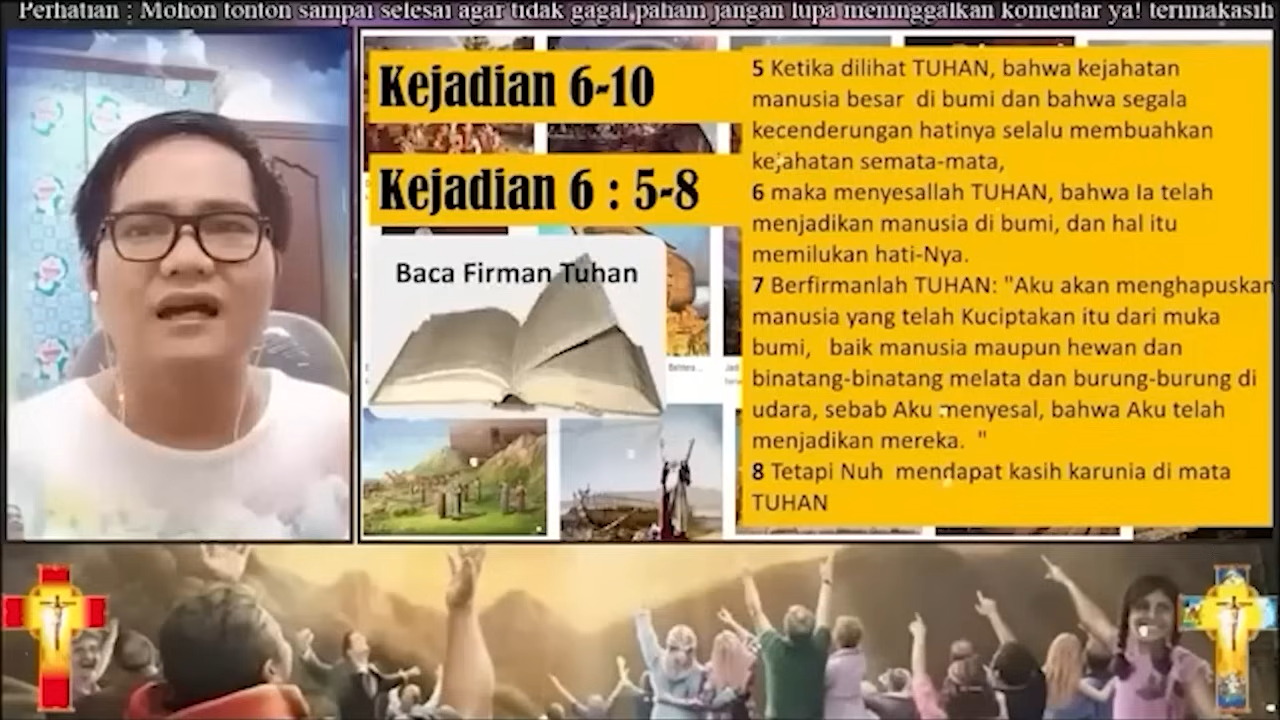 Perhatian : Mohon tonton sampai selesai agar tidak gagal paham jangan lupa meninggalkan komentar ya! terimakasih
Kejadian 6-10
Kejadian 6 : 5-8
Baca Firman Tuhan
5 Ketika dilihat TUHAN, bahwa kejahatan
manusia besar di bumi dan bahwa segala
kecenderungan hatinya selalu membuahkan
kejahatan semata-mata,
6 maka menyesallah TUHAN, bahwa Ia telah
menjadikan manusia di bumi, dan hal itu
memilukan hati-Nya.
7 Berfirmanlah TUHAN: "Aku akan menghapuskan
manusia yang telah Kuciptakan itu dari muka
bumi, baik manusia maupun hewan dan
binatang-binatang melata dan burung-burung di
udara, sebab Aku menyesal, bahwa Aku telah
menjadikan mereka. "
8 Tetapi Nuh mendapat kasih karunia di mata
TUHAN